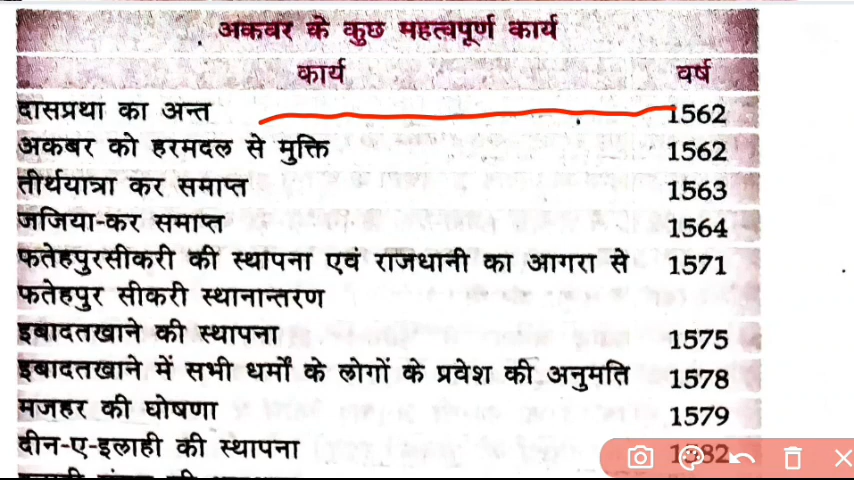 अकबर के कुछ महत्वपूर्ण कार्य
कार्य वर्ष
दासप्रथा का अन्त 1562
अकबर को हरमदल से मुक्ति 1562
तीर्थयात्रा कर समाप्त 1563
जजिया-कर समाप्त 1564
फतेहपुरसीकरी की स्थापना एवं राजधानी का आगरा से 1571
फतेहपुर सीकरी स्थानान्तरण
इबादतखाने की स्थापना 1575
इबादतखाने में सभी धर्मों के लोगों के प्रवेश की अनुमति 1578
मजहर की घोषणा 1579
दीन-ए-इलाही की स्थापना 1582